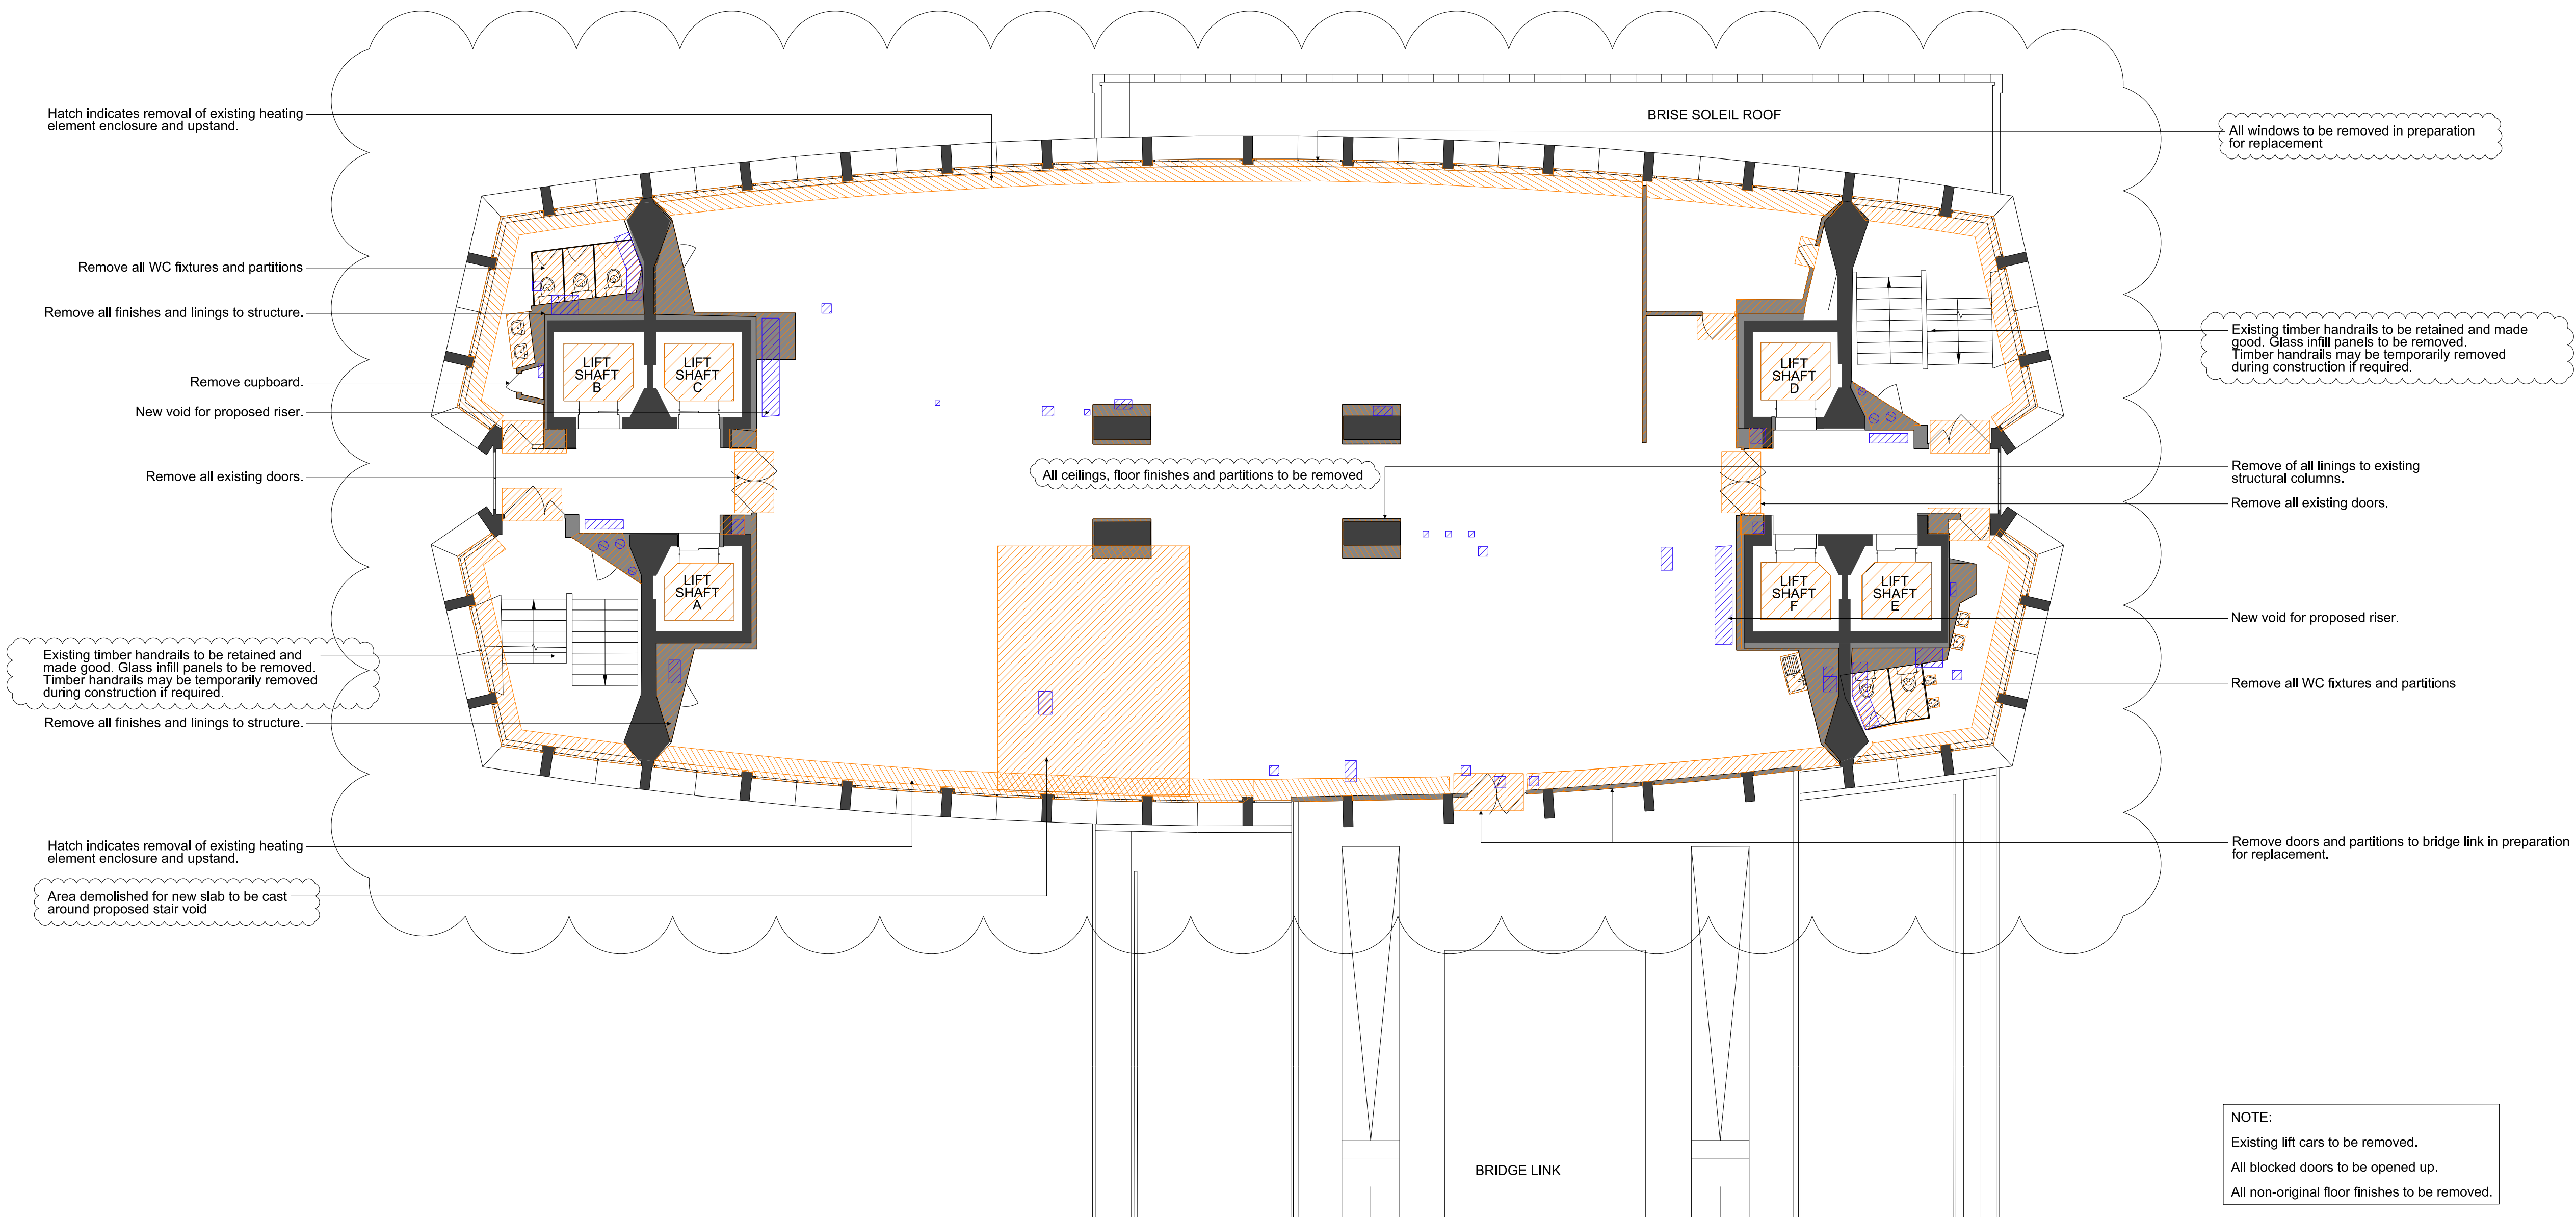 Hatch indicates removal of existing heating
element enclosure and upstand.
BRISE SOLEIL ROOF
All windows to be removed in preparation
for replacement
Remove all WC fixtures and partitions
Remove all finishes and linings to structure.
Existing timber handrails to be retained and made
good. Glass infill panels to be removed.
Timber handrails may be temporarily removed
during construction if required.
LIFT
SHAFT
B
LIFT
SHAFT
C
LIFT
SHAFT
D
Remove cupboard.
New void for proposed riser.
Remove all existing doors.
All ceilings, floor finishes and partitions to be removed
Remove of all linings to existing
structural columns.
Remove all existing doors.
LIFT
SHAFT
A
LIFT
SHAFT
F
LIFT
SHAFT
E
New void for proposed riser.
Existing timber handrails to be retained and
made good. Glass infill panels to be removed.
Timber handrails may be temporarily removed
during construction if required.
Remove all WC fixtures and partitions
Remove all finishes and linings to structure.
Hatch indicates removal of existing heating
element enclosure and upstand.
Remove doors and partitions to bridge link in preparation
for replacement.
Area demolished for new slab to be cast
around proposed stair void
BRIDGE LINK
NOTE:
Existing lift cars to be removed.
All blocked doors to be opened up.
All non-original floor finishes to be removed.